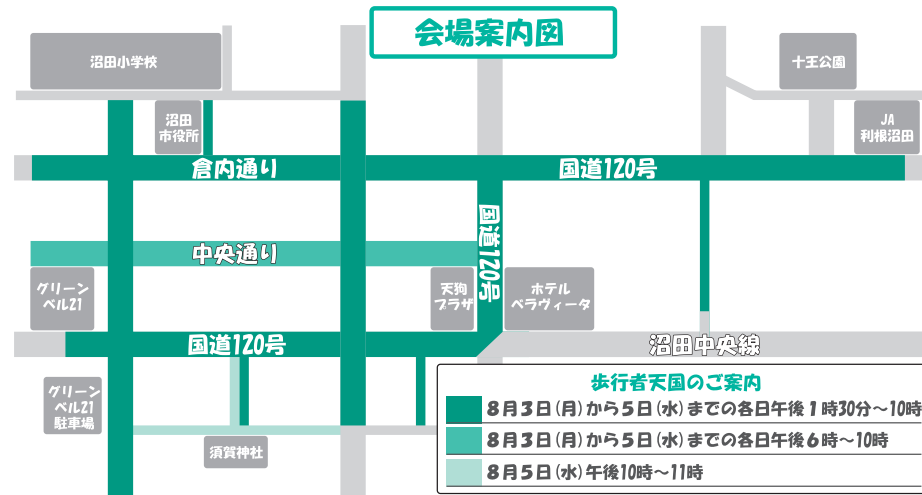 会場案内図
沼田小学校
十王公園
沼田
市役所
JA
利根沼田
倉内通り
国道120号
国道120号
中央通り
グリーン
ベル21
天狗
プラザ
ホテル
ベラヴィータ
国道120号
沼田中央線
グリーン
ベル21
駐車場
須賀神社
歩行者天国のご案内
8月3日(月)から5日(水)までの各日午後1時30分〜10時
8月3日(月)から5日(水)までの各日午後6時〜10時
8月5日(水)午後10時〜11時